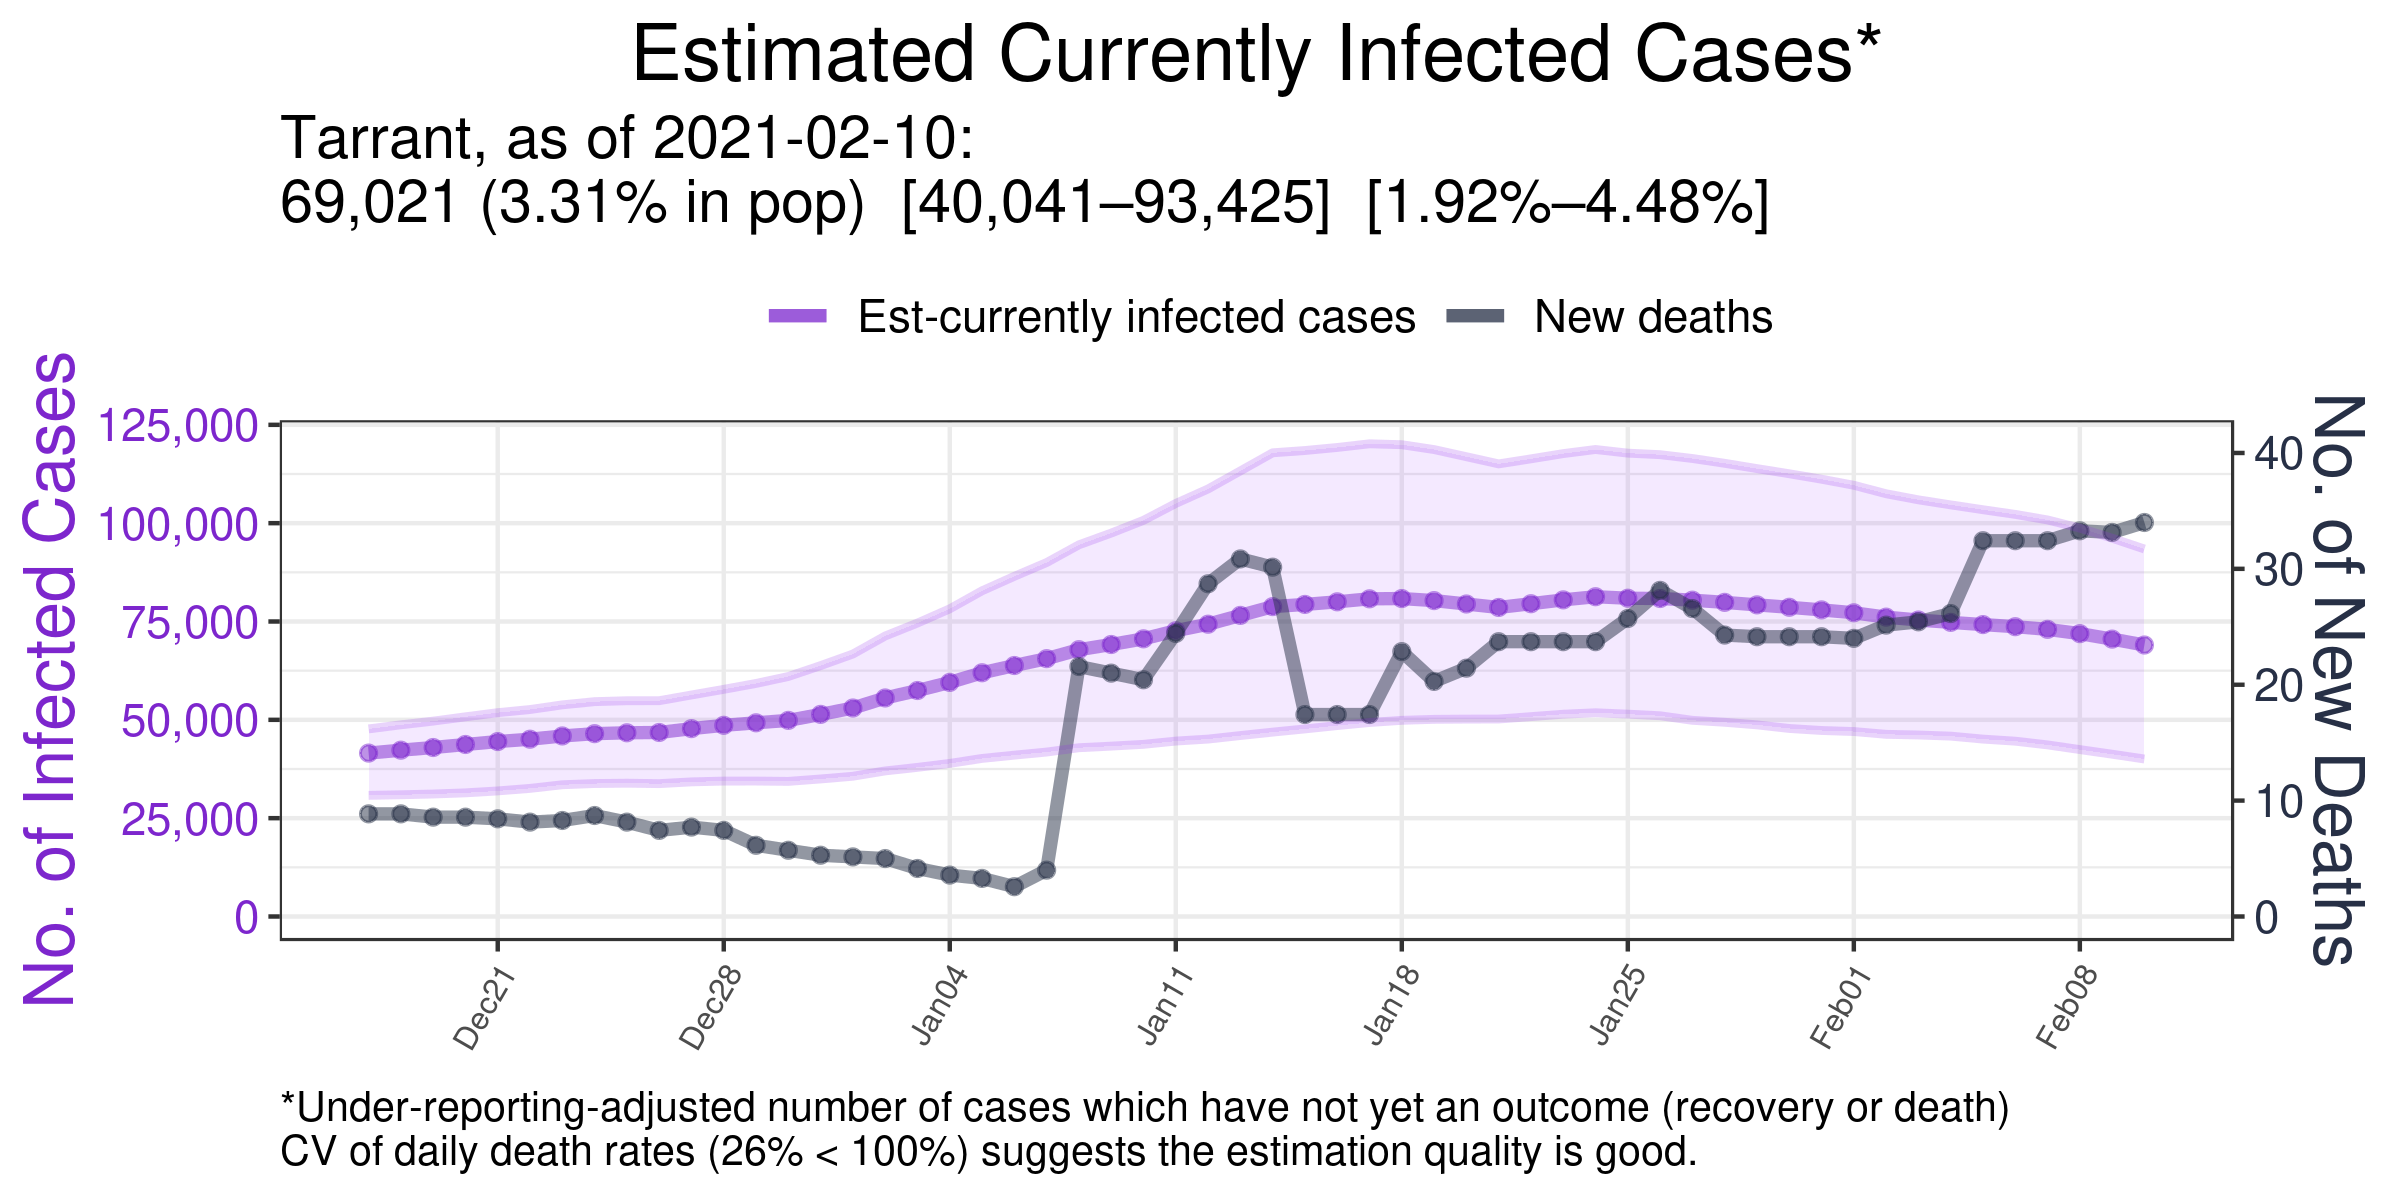 Estimated Currently Infected Cases*
Tarrant, as of 2021-02-10:
69,021 (3.31% in pop)  [40,041–93,425]  [1.92%–4.48%]
Est-currently infected cases
New deaths
No. of Infected Cases
125,000
100,000
75,000
50,000
25,000
0
40
30
20
10
0
No. of New Deaths
Dec21
Dec28
Jan04
Jan11
Jan18
Jan25
Feb01
Feb08
*Under-reporting-adjusted number of cases which have not yet an outcome (recovery or death)
CV of daily death rates (26% < 100%) suggests the estimation quality is good.